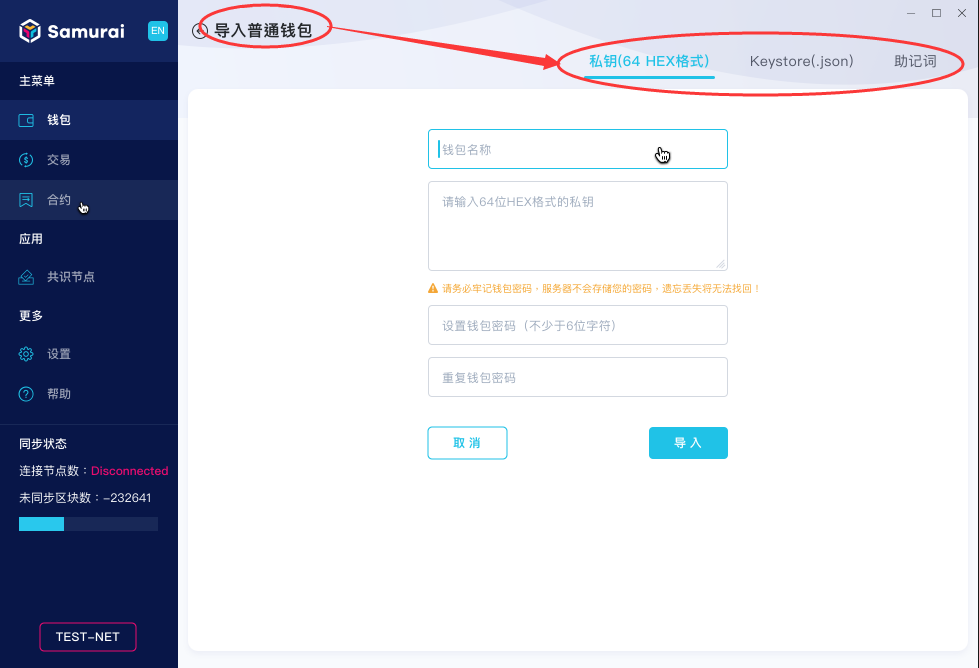 Samurai
EN
主菜单
钱包
交易
合约
应用
共识节点
更多
设置
帮助
同步状态
连接节点数：Disconnected
未同步区块数：-232641
TEST-NET
导入普通钱包
私钥(64 HEX格式)
Keystore(.json)
助记词
钱包名称
请输入64位HEX格式的私钥
请务必牢记钱包密码，服务器不会存储您的密码，遗忘丢失将无法找回！
设置钱包密码（不少于6位字符）
重复钱包密码
取消
导入